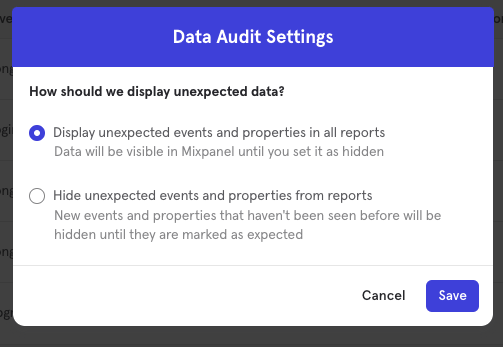 Data Audit Settings
How should we display unexpected data?
Display unexpected events and properties in all reports
Data will be visible in Mixpanel until you set it as hidden
Hide unexpected events and properties from reports
New events and properties that haven't been seen before will be
hidden until they are marked as expected
Cancel Save